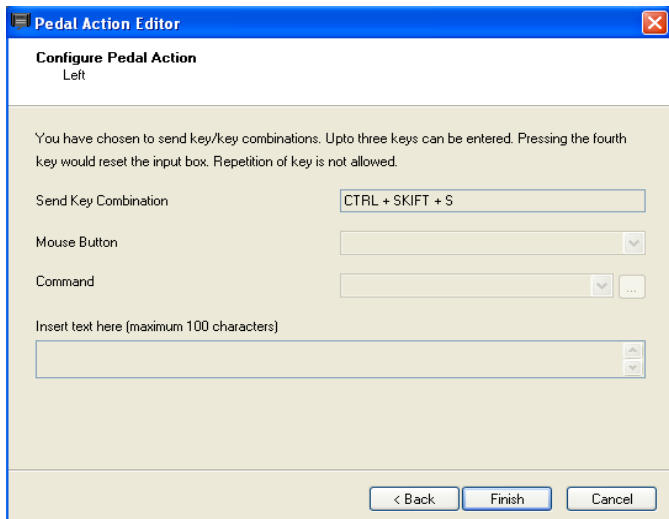 Pedal Action Editor
Configure Pedal Action
Left
You have chosen to send key/key combinations. Upto three keys can be entered. Pressing the fourth
key would reset the input box. Repetition of key is not allowed.
Send Key Combination
CTRL + SKIFT + S
Mouse Button
Command
...
Insert text here (maximum 100 characters)
< Back
Finish
Cancel